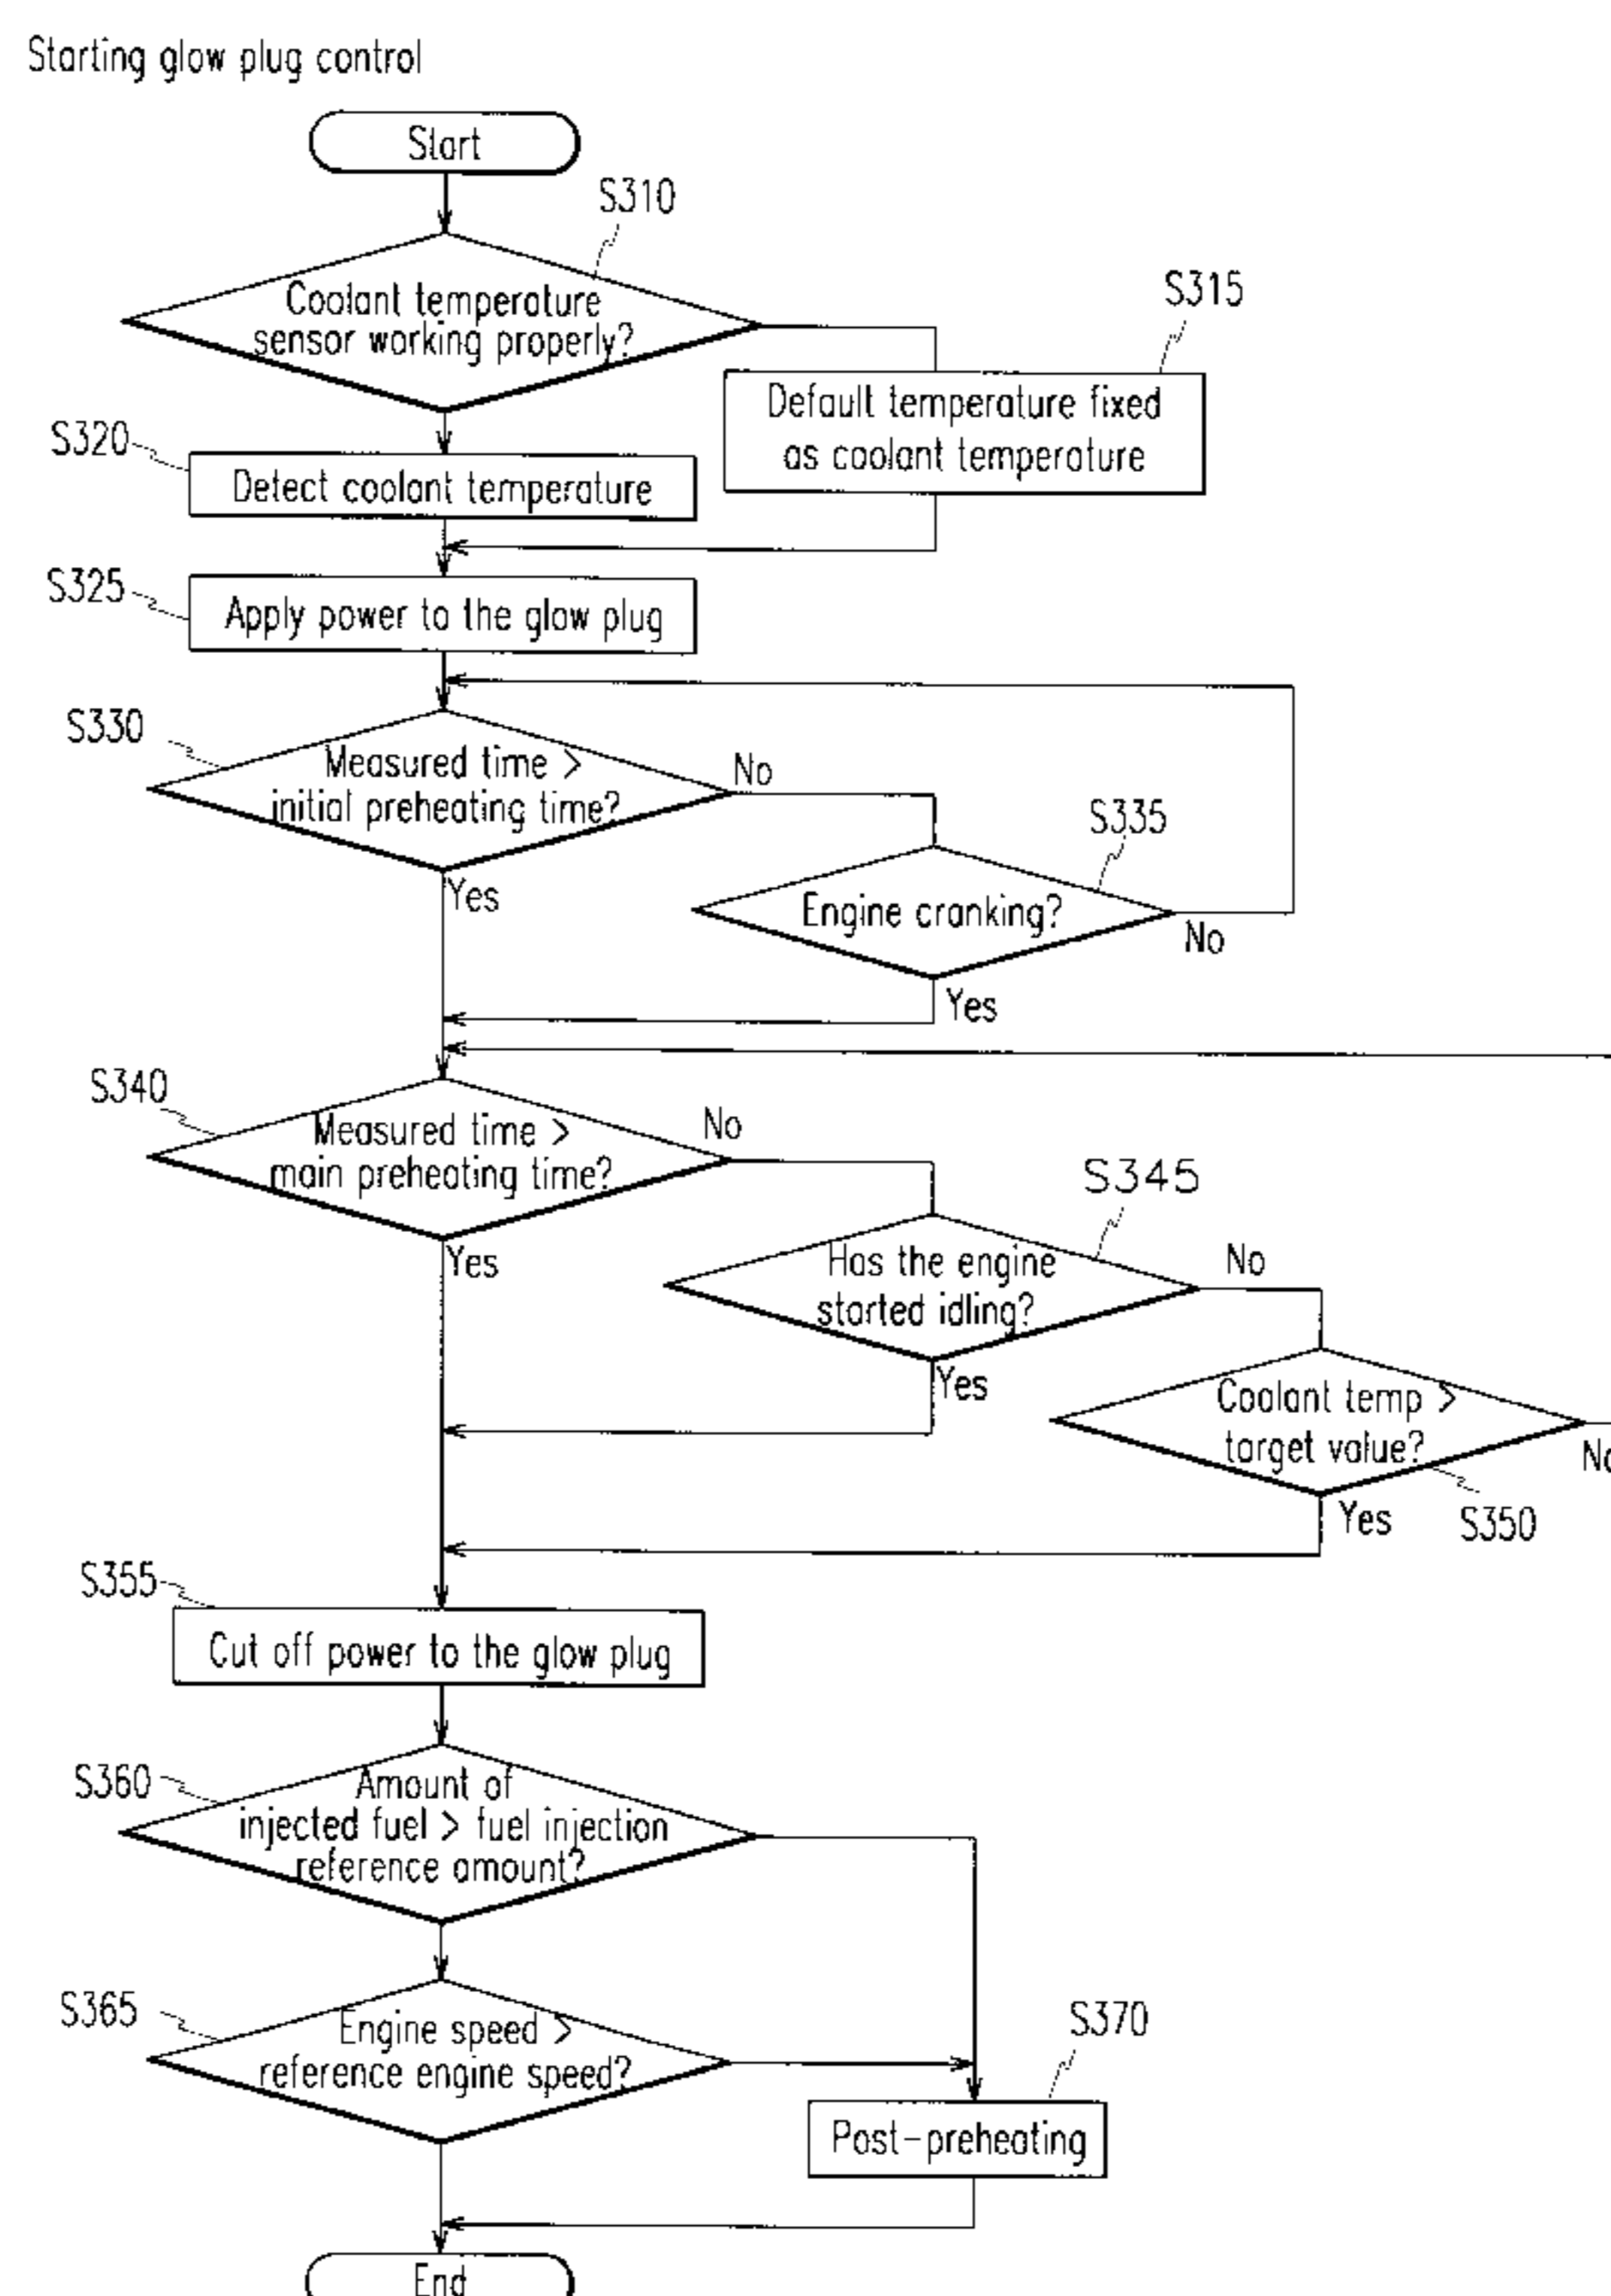 Starting glow plug control
Start
S310
Coolant temperature
sensor working properly?
S315
Default temperature fixed
as coolant temperature
S320
Detect coolant temperature
S325
Apply power to the glow plug
S330
Measured time >
initial preheating time?
No
Yes
S335
Engine cranking?
No
Yes
S340
Measured time >
main preheating time?
No
Yes
S345
Has the engine
started idling?
No
Yes
Coolant temp >
target value?
No
Yes
S350
S355
Cut off power to the glow plug
S360
Amount of
injected fuel > fuel injection
reference amount?
S365
Engine speed >
reference engine speed?
S370
Post-preheating
End